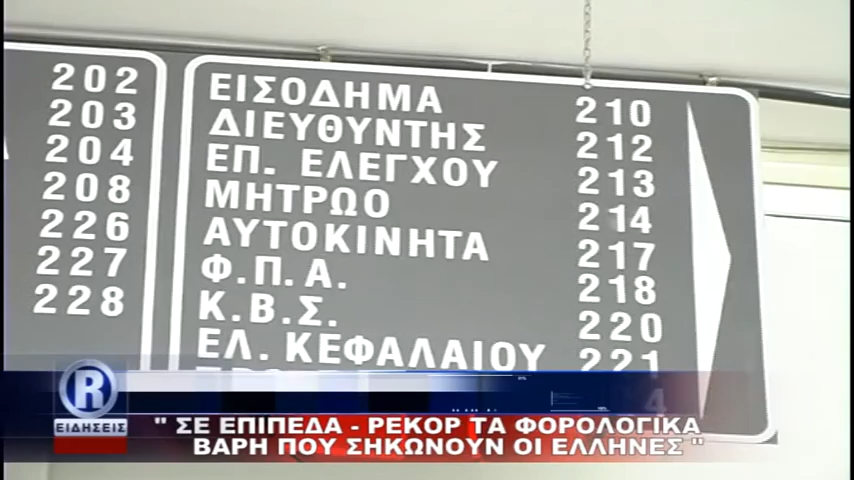 202
203
204
208
226
227
228
ΕΙΣΟΔΗΜΑ 210
ΔΙΕΥΘΥΝΤΗΣ 212
ΕΠ. ΕΛΕΓΧΟΥ 213
ΜΗΤΡΩΟ 214
ΑΥΤΟΚΙΝΗΤΑ 217
Φ.Π.Α. 218
Κ.Β.Σ. 220
ΕΛ. ΚΕΦΑΛΑΙΟΥ 221
R
ΕΙΔΗΣΕΙΣ
" ΣΕ ΕΠΙΠΕΔΑ - ΡΕΚΟΡ ΤΑ ΦΟΡΟΛΟΓΙΚΑ
ΒΑΡΗ ΠΟΥ ΣΗΚΩΝΟΥΝ ΟΙ ΕΛΛΗΝΕΣ "